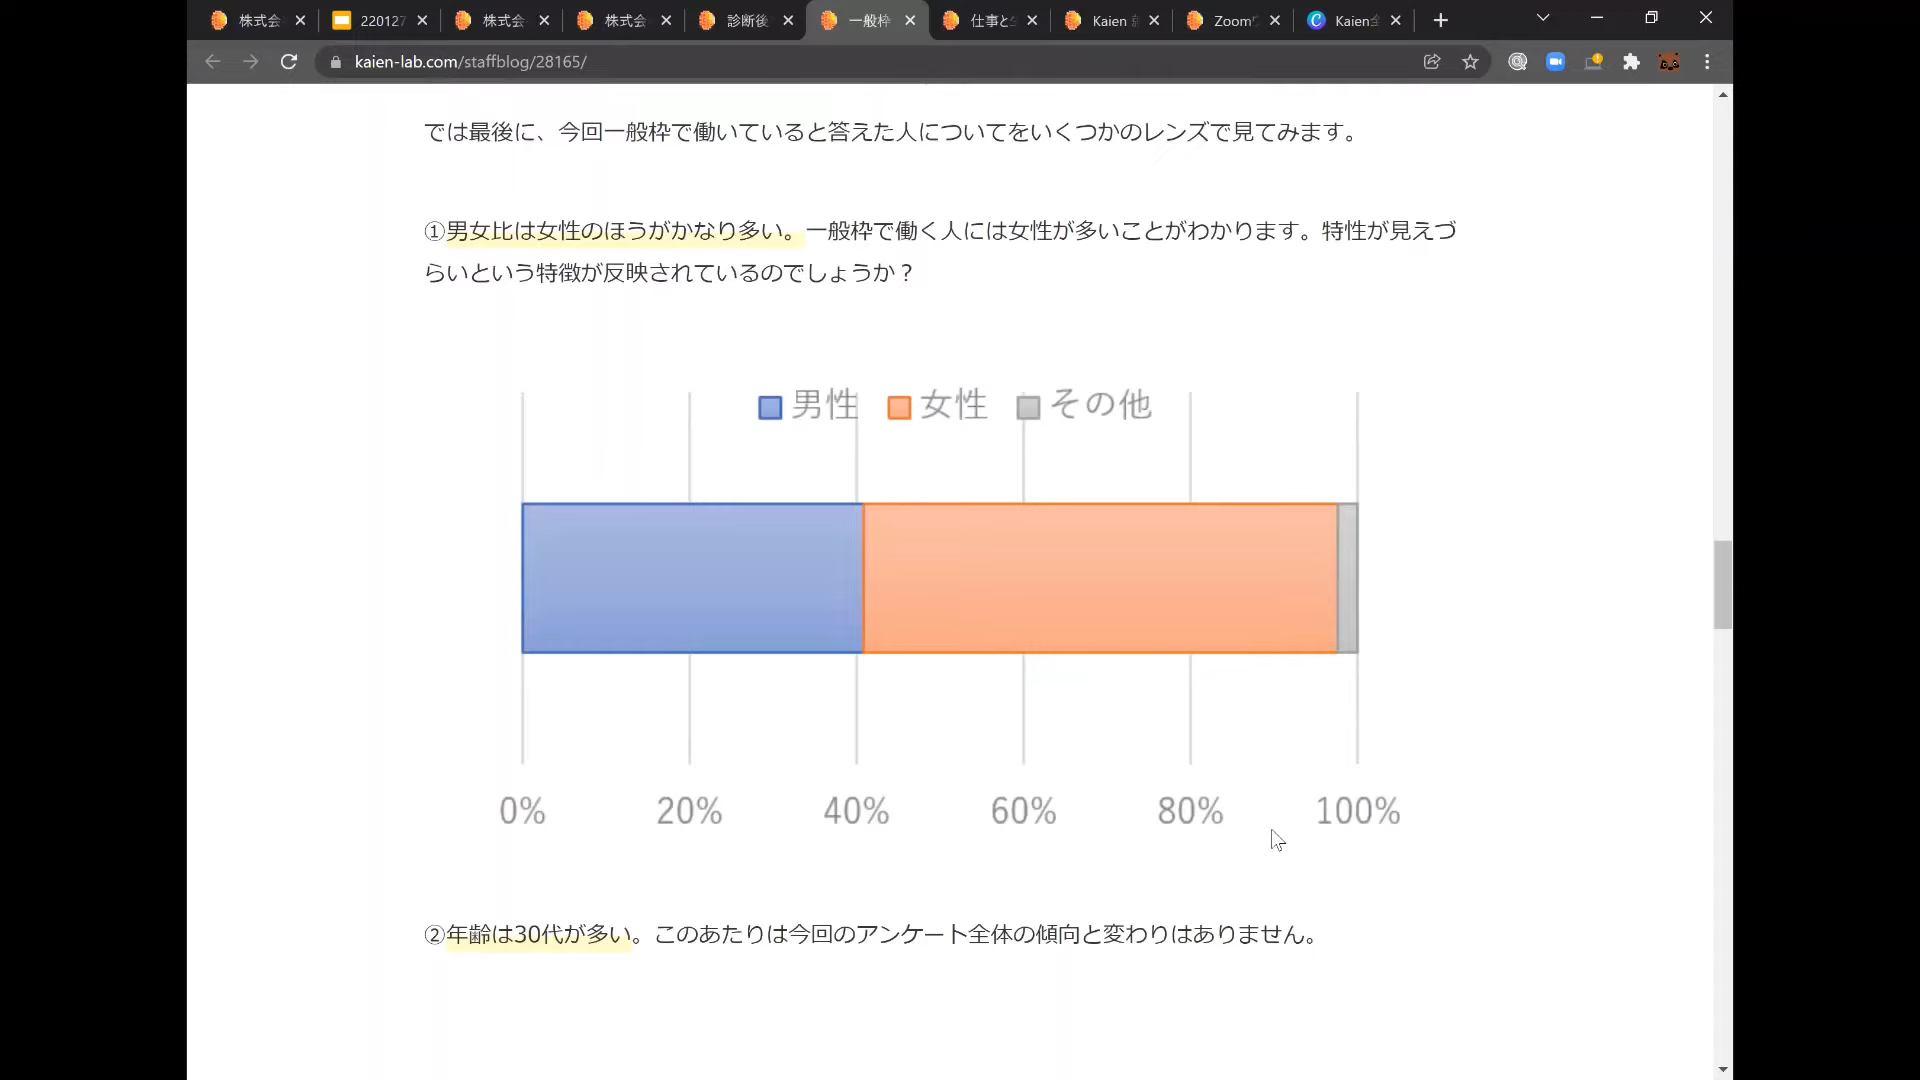 株式会
220127
株式会
株式会
診断後
一般枠
仕事と
Kaien
Zoom
Kaien
kaien-lab.com/staffblog/28165/
では最後に、今回一般枠で働いていると答えた人についてをいくつかのレンズで見てみます。
①男女比は女性のほうがかなり多い。一般枠で働く人には女性が多いことがわかります。特性が見えづ
らいという特徴が反映されているのでしょうか？
男性 女性 その他
0% 20% 40% 60% 80% 100%
②年齢は30代が多い。このあたりは今回のアンケート全体の傾向と変わりはありません。